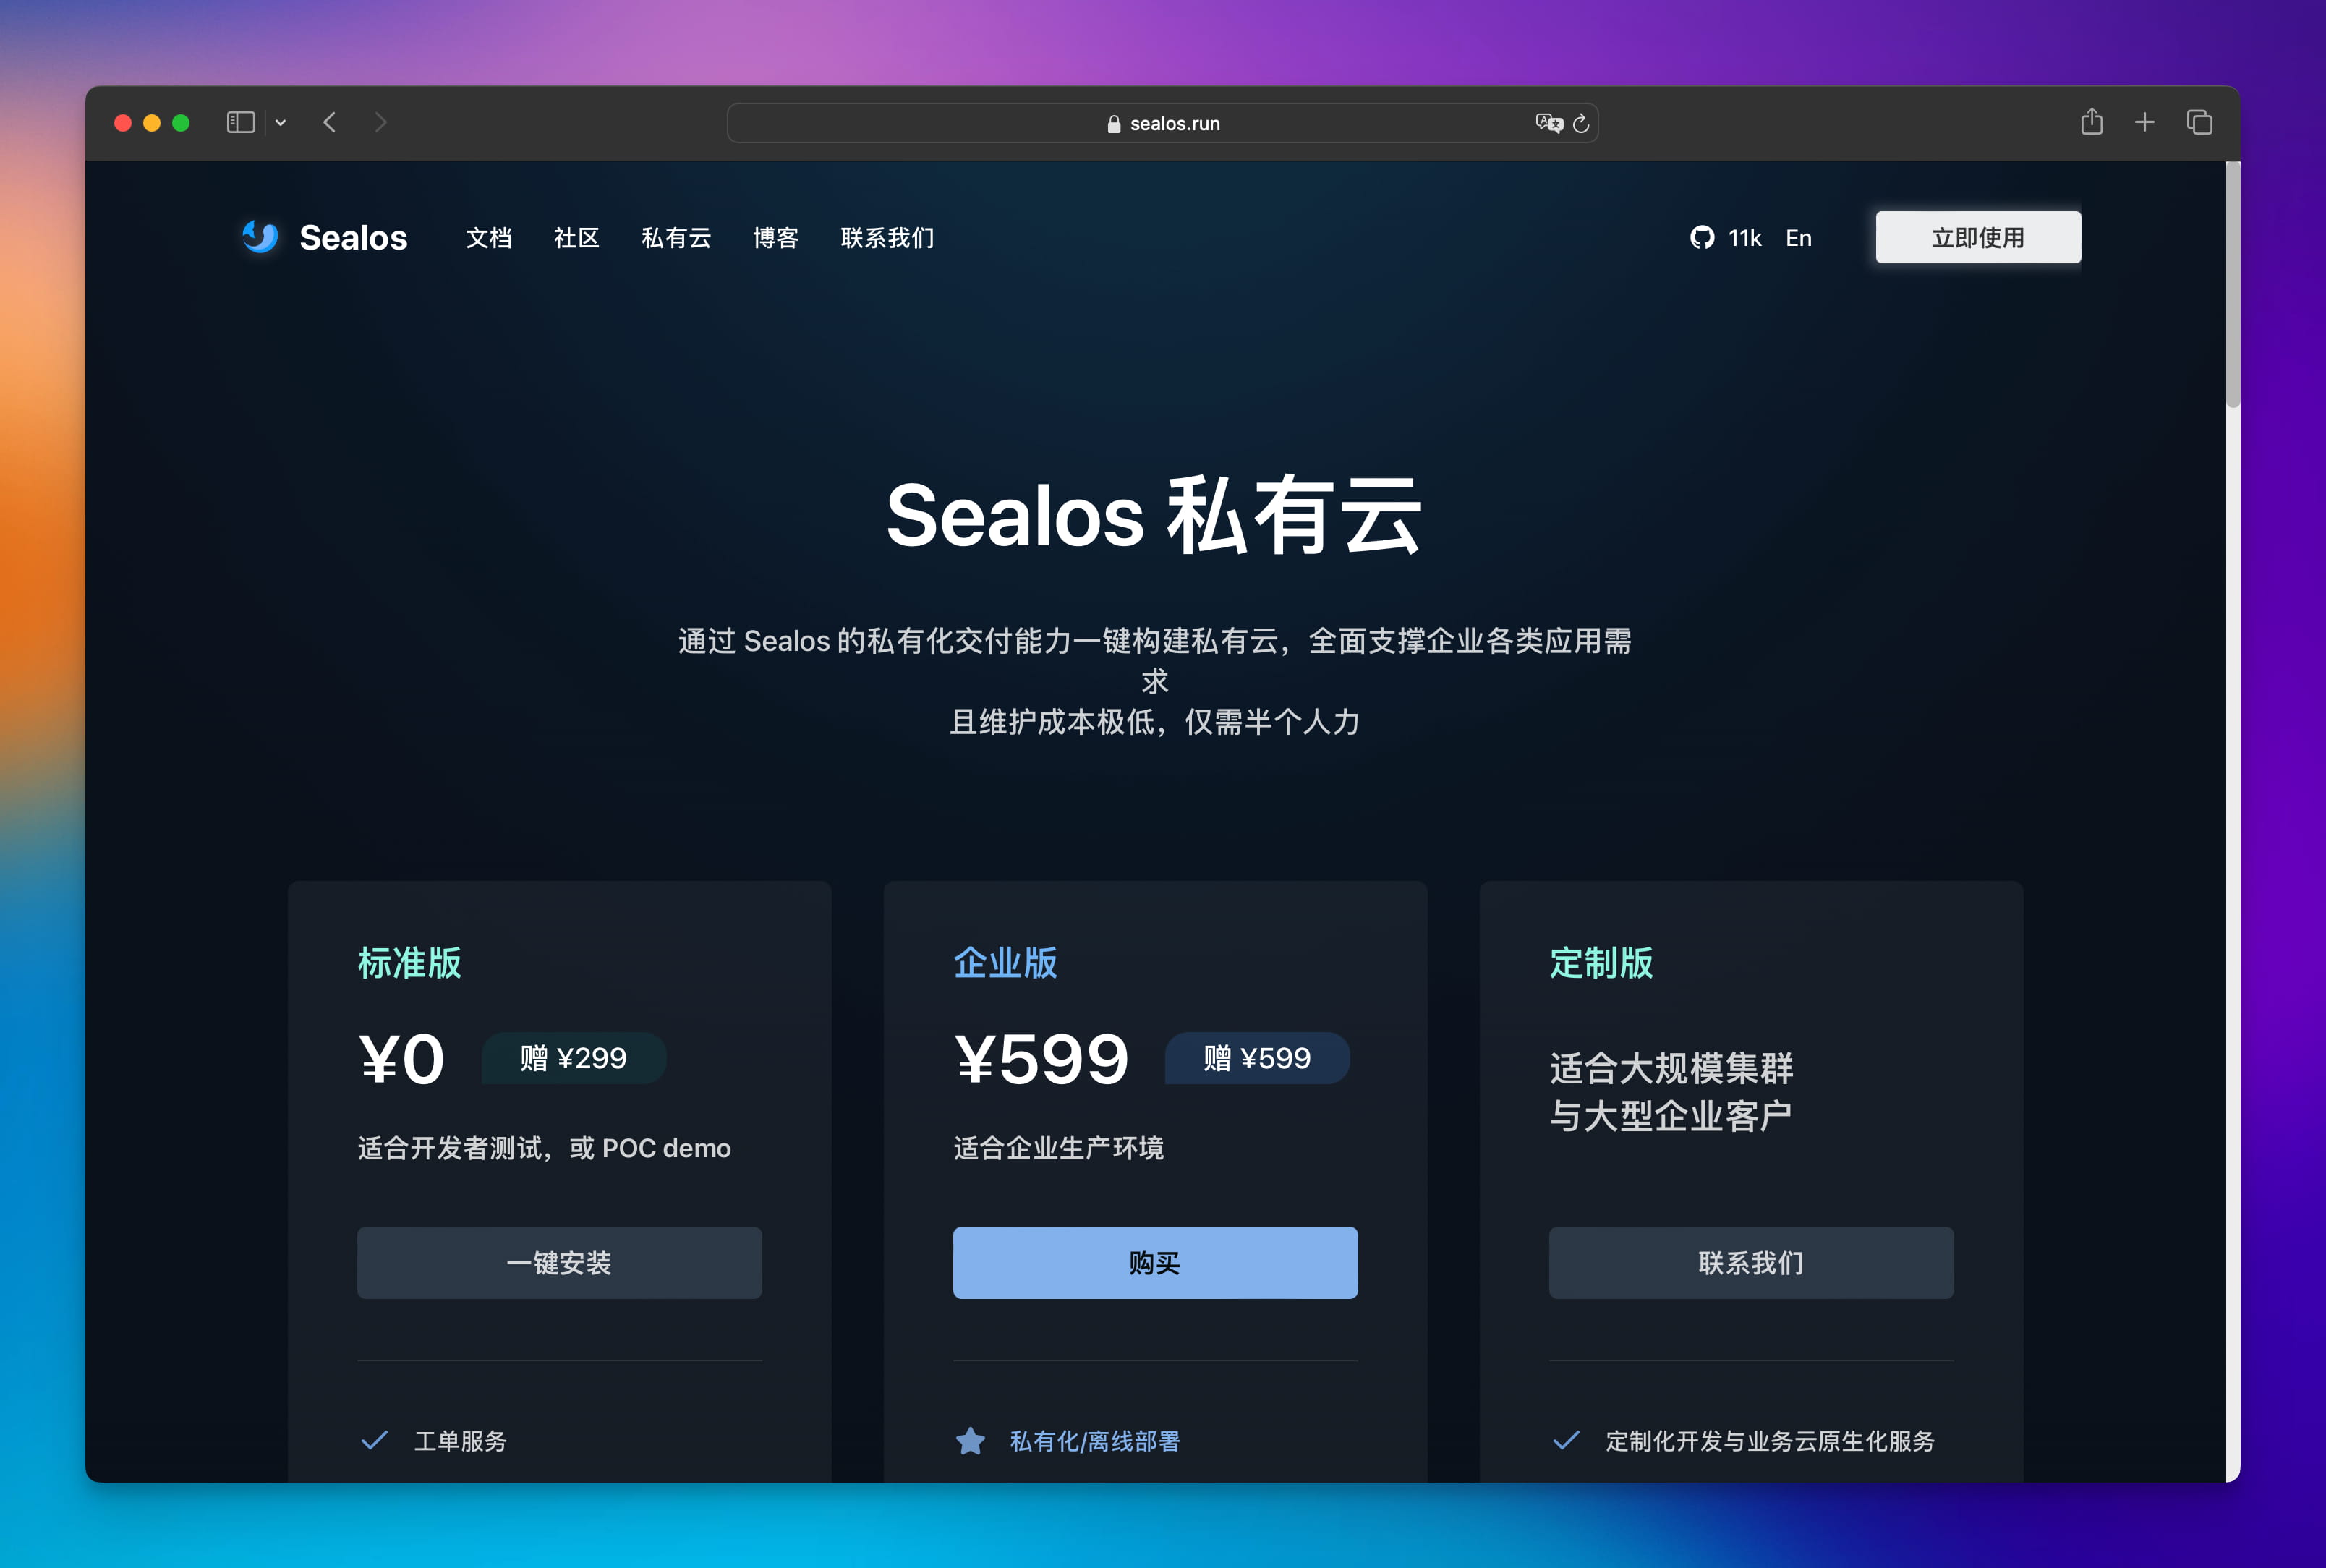 sealos.run
Sealos
文档
社区
私有云
博客
联系我们
11k
En
立即使用
Sealos 私有云
通过 Sealos 的私有化交付能力一键构建私有云，全面支撑企业各类应用需
求
且维护成本极低，仅需半个人力
标准版
¥0
赠 ¥299
适合开发者测试，或 POC demo
一键安装
工单服务
企业版
¥599
赠 ¥599
适合企业生产环境
购买
私有化/离线部署
定制版
适合大规模集群
与大型企业客户
联系我们
定制化开发与业务云原生化服务